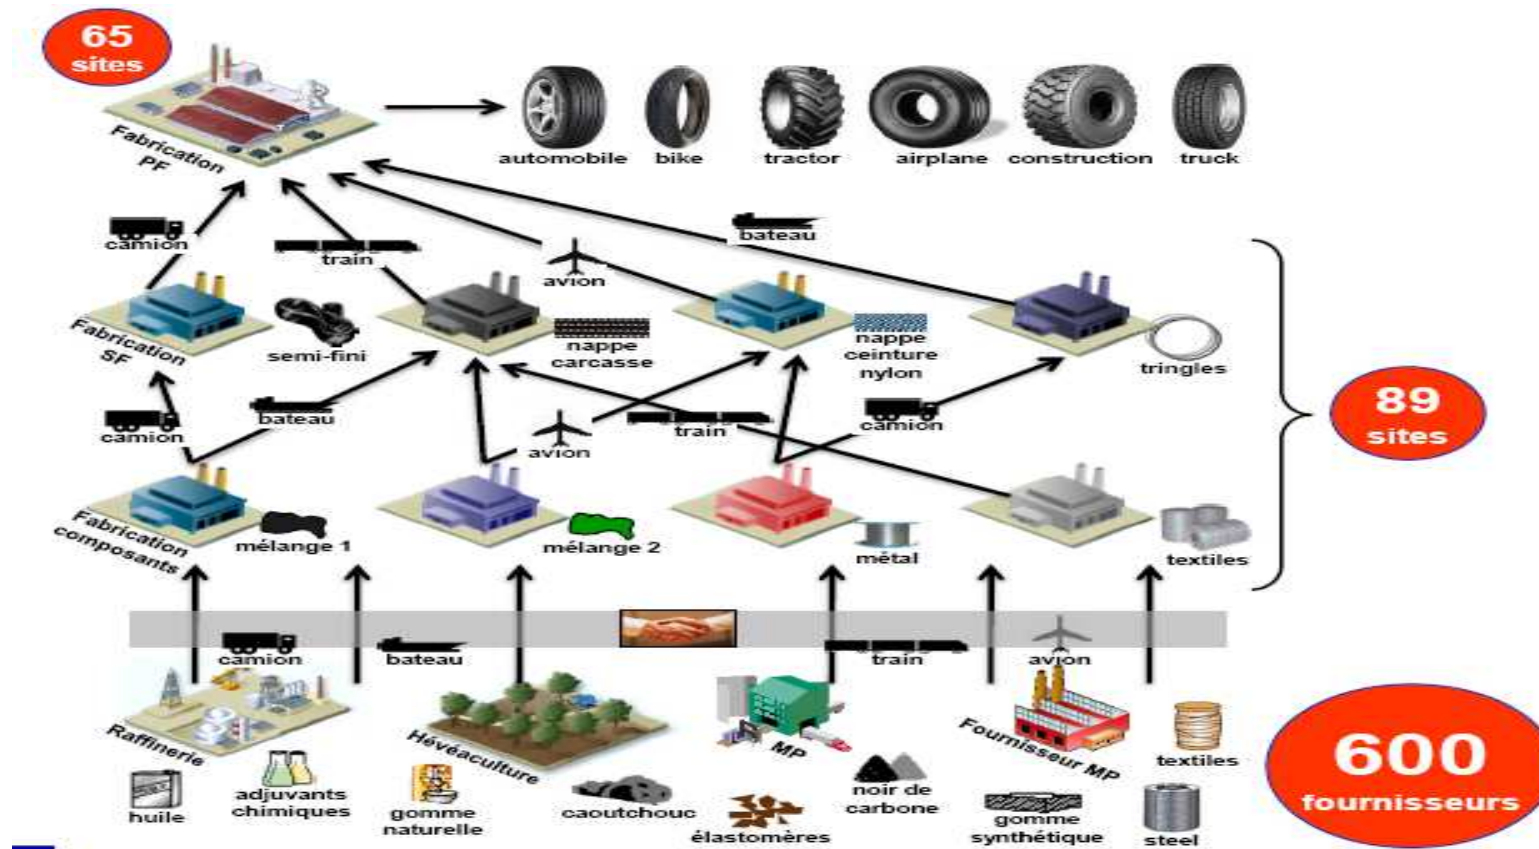 65
sites
Fabrication
PF
automobile
bike
tractor
airplane
construction
truck
camion
train
avion
bateau
Fabrication
SF
semi-fini
nappe
carcasse
nappe
ceinture
nylon
tringles
camion
bateau
avion
train
camion
89
sites
Fabrication
composants
mélange 1
mélange 2
métal
textiles
camion
bateau
train
avion
Raffinerie
Hévéaculture
MP
Fournisseur MP
textiles
huile
adjuvants
chimiques
gomme
naturelle
caoutchouc
élastomères
noir de
carbone
gomme
synthétique
steel
600
fournisseurs